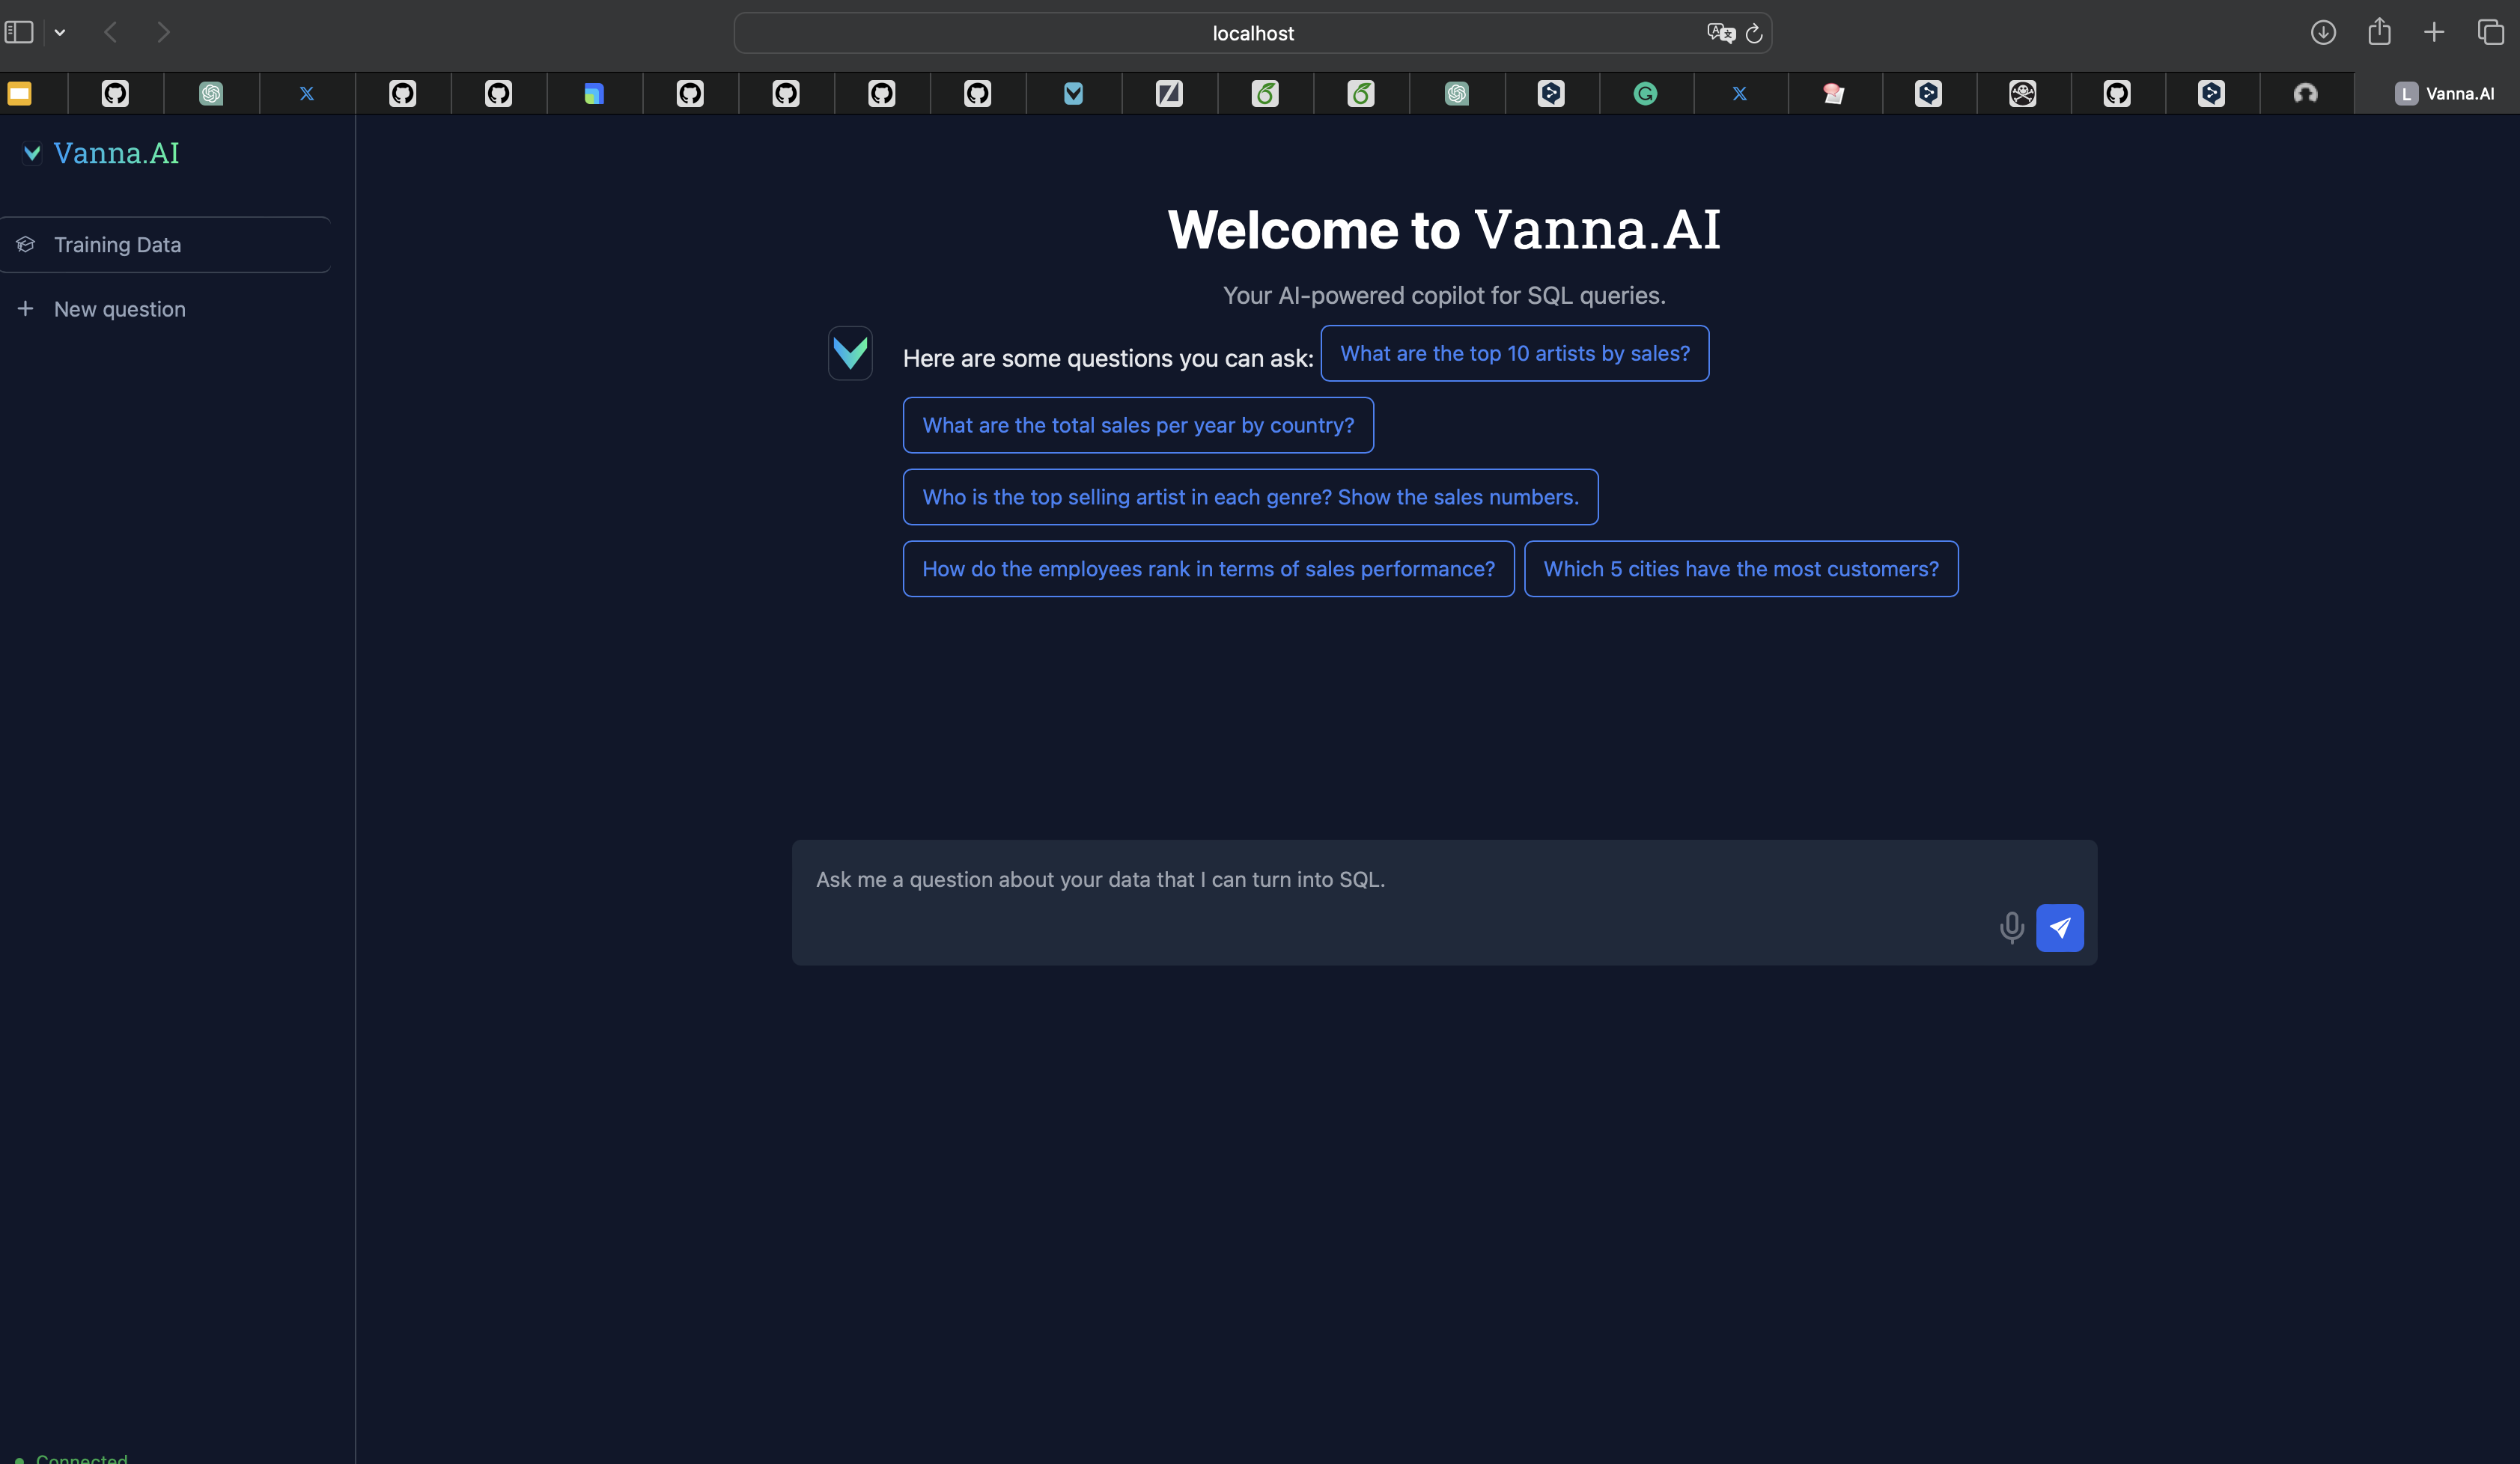 localhost
L Vanna.AI
Vanna.AI
Training Data
New question
Welcome to Vanna.AI
Your AI-powered copilot for SQL queries.
Here are some questions you can ask: What are the top 10 artists by sales?
What are the total sales per year by country?
Who is the top selling artist in each genre? Show the sales numbers.
How do the employees rank in terms of sales performance? Which 5 cities have the most customers?
Ask me a question about your data that I can turn into SQL.
Connected